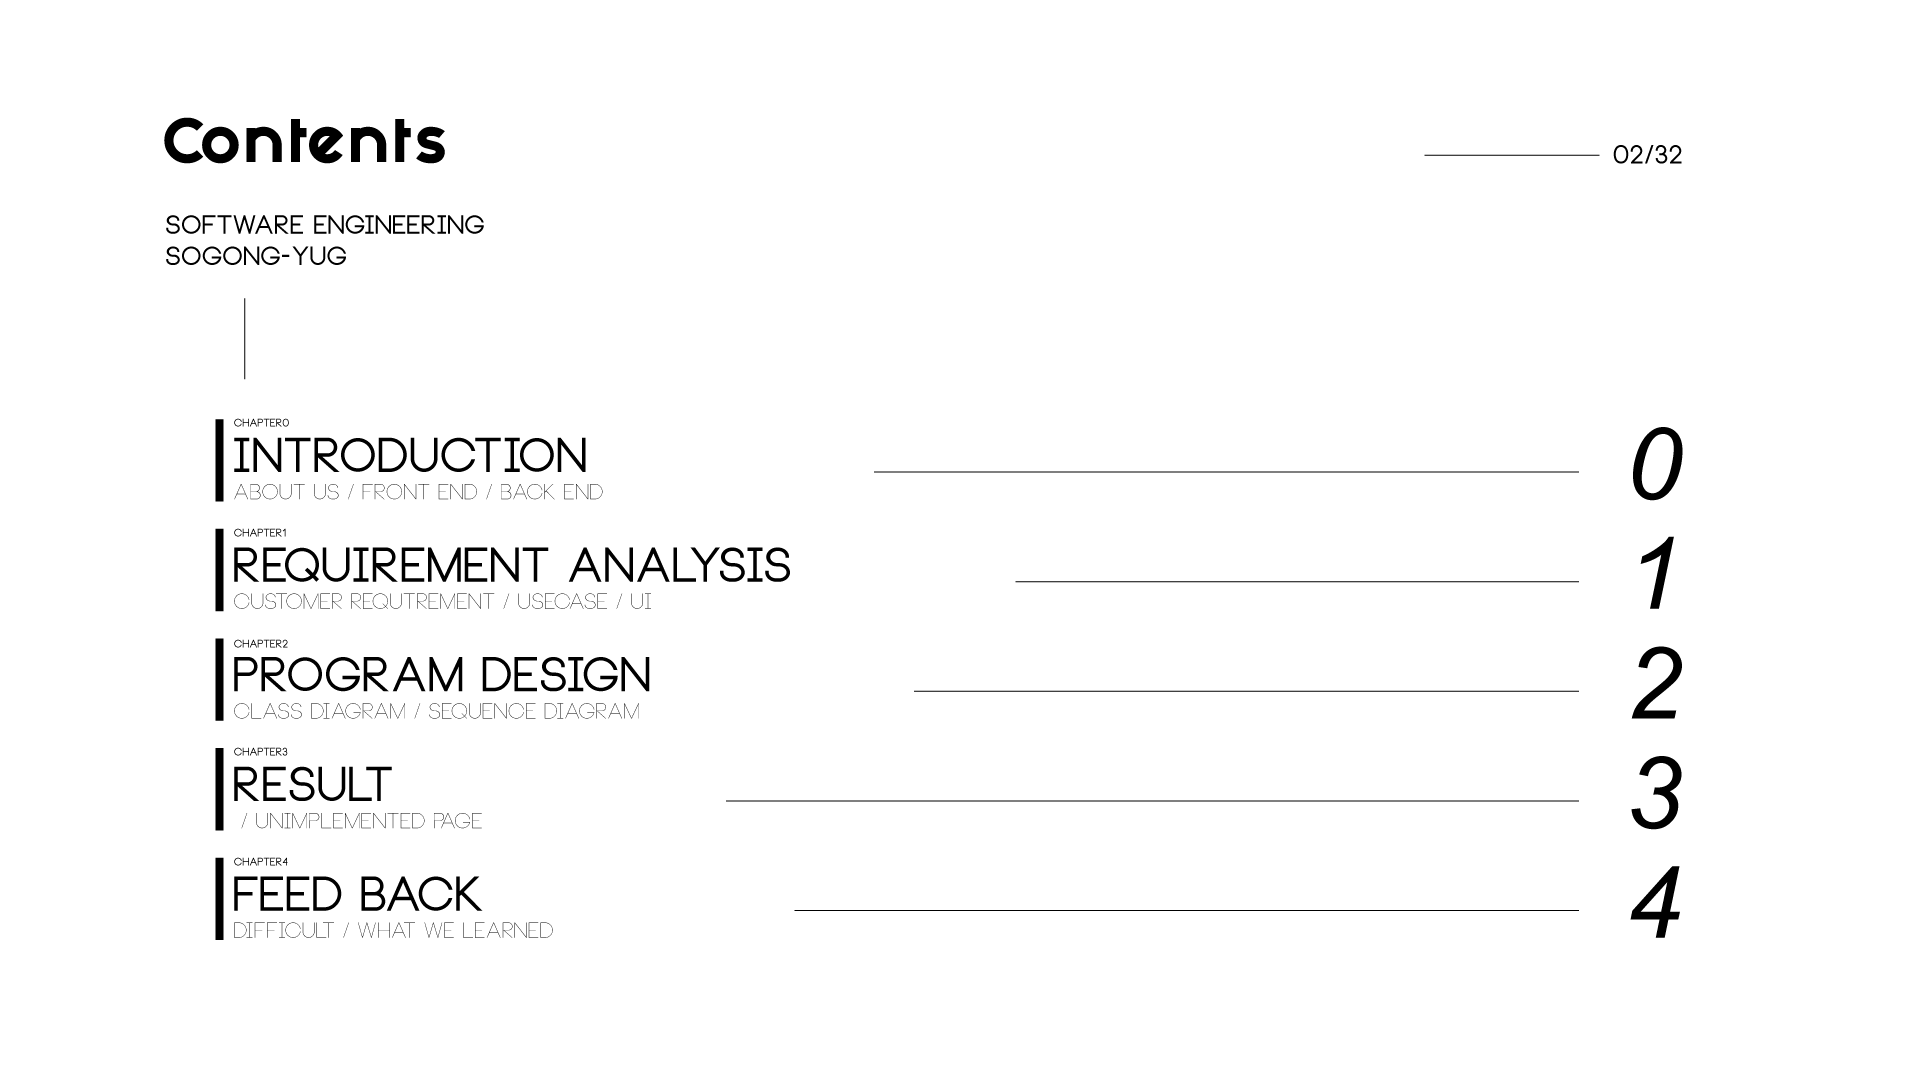 Contents
02/32
SOFTWARE ENGINEERING
SOGONG-YUG
CHAPTER0
INTRODUCTION
0
ABOUT US / FRONT END / BACK END
CHAPTER1
REQUIREMENT ANALYSIS
1
CUSTOMER REQUTREMENT / USECASE / UI
CHAPTER2
PROGRAM DESIGN
2
CLASS DIAGRAM / SEQUENCE DIAGRAM
CHAPTER3
RESULT
3
/ UNIMPLEMENTED PAGE
CHAPTER4
FEED BACK
4
DIFFICULT / WHAT WE LEARNED